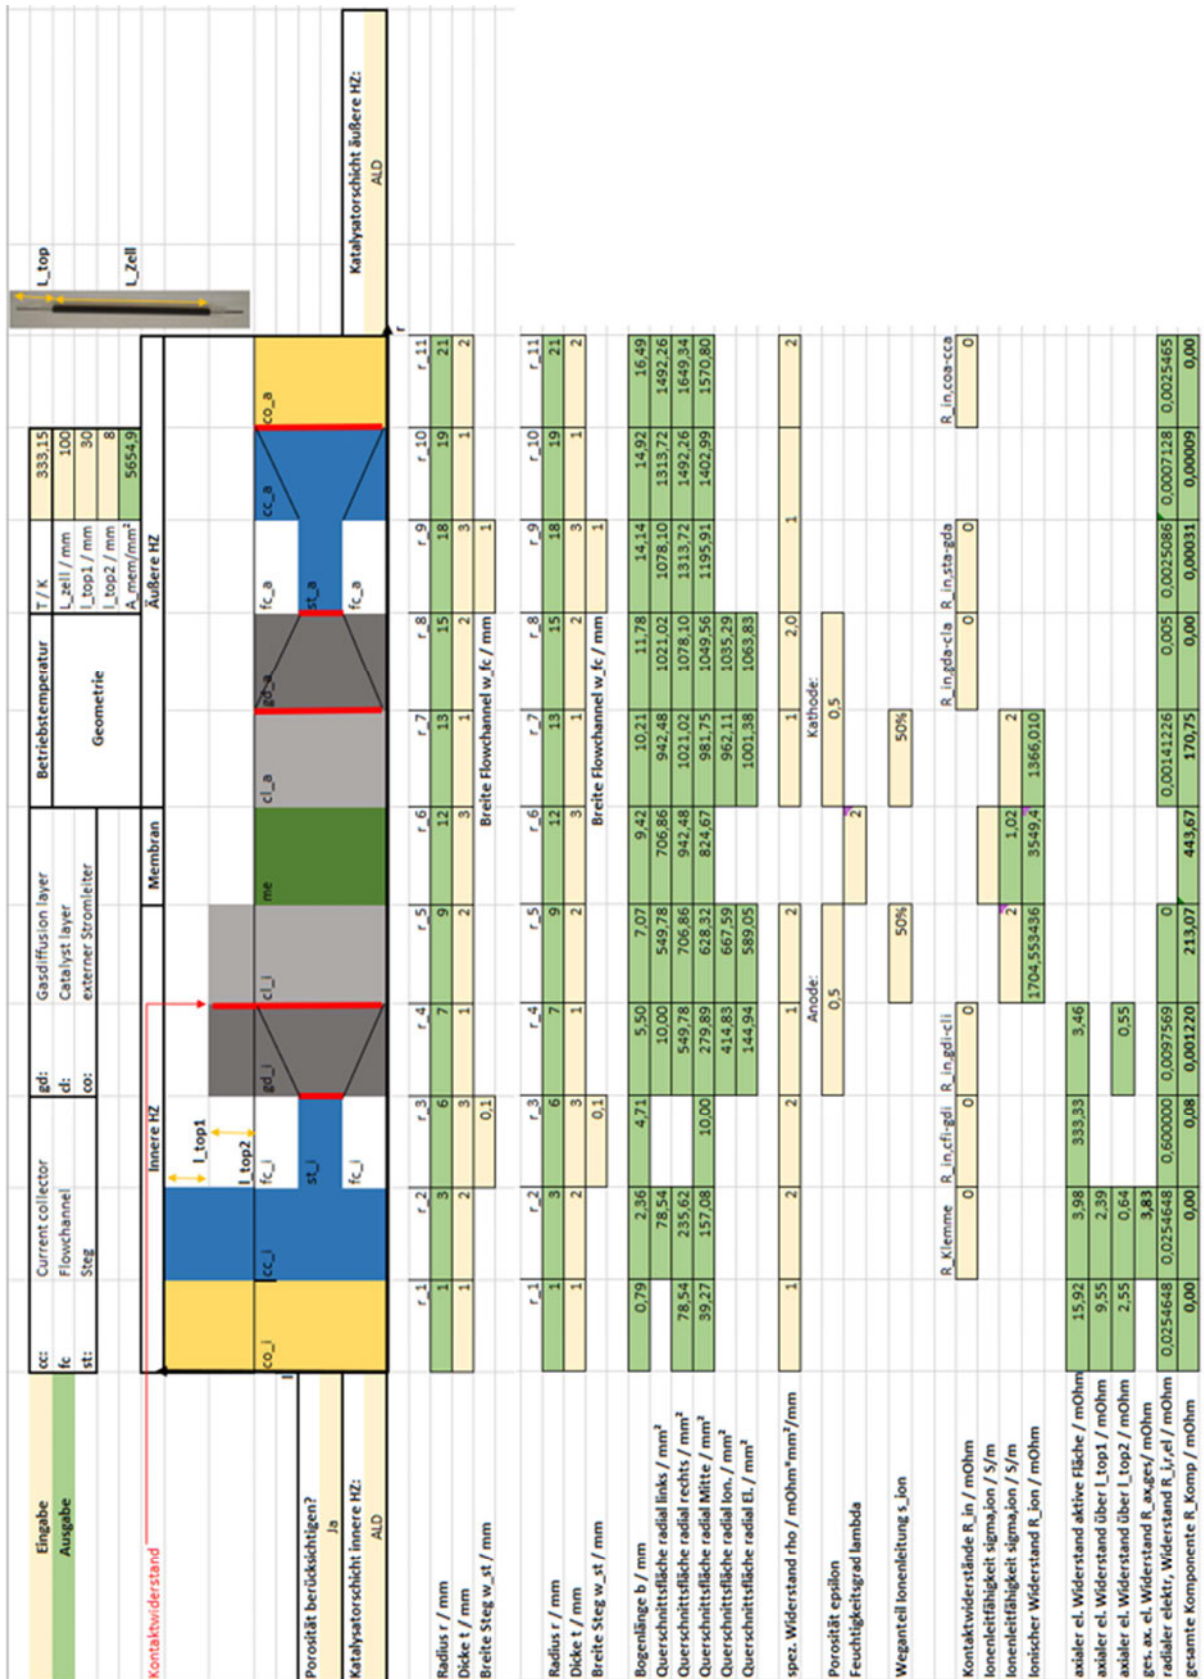 Eingabe
Ausgabe
cc: Current collector gd: Gasdiffusion layer Betriebstemperatur T / K 333,15
fc Flowchannel cl: Catalyst layer Geometrie L_zell / mm 100
st: Steg co: externer Stromleiter l_top1 / mm 30
l_top2 / mm 8
A_mem/mm² 5654,9
L_top
L_Zell
Kontaktwiderstand
Innere HZ Membran Äußere HZ
l_top1
l_top2
co_i cc_i fc_i gd_i cl_i me cl_a gd_a fc_a cc_a co_a
st_i st_a
fc_i fc_a
l
r
Porosität berücksichtigen?
Ja
Katalysatorschicht innere HZ:
ALD
Katalysatorschicht äußere HZ:
ALD
r_1 r_2 r_3 r_4 r_5 r_6 r_7 r_8 r_9 r_10 r_11
Radius r / mm 1 3 6 7 9 12 13 15 18 19 21
Dicke t / mm 1 2 3 1 2 3 1 2 3 1 2
Breite Steg w_st / mm 0,1 Breite Flowchannel w_fc / mm 1
r_1 r_2 r_3 r_4 r_5 r_6 r_7 r_8 r_9 r_10 r_11
Radius r / mm 1 3 6 7 9 12 13 15 18 19 21
Dicke t / mm 1 2 3 1 2 3 1 2 3 1 2
Breite Steg w_st / mm 0,1 Breite Flowchannel w_fc / mm 1
Bogenlänge b / mm 0,79 2,36 4,71 5,50 7,07 9,42 10,21 11,78 14,14 14,92 16,49
Querschnittsfläche radial links / mm² 78,54 10,00 549,78 706,86 942,48 1021,02 1078,10 1313,72 1492,26
Querschnittsfläche radial rechts / mm² 78,54 235,62 549,78 706,86 942,48 1021,02 1078,10 1313,72 1492,26 1649,34
Querschnittsfläche radial Mitte / mm² 39,27 157,08 10,00 279,89 628,32 824,67 981,75 1049,56 1195,91 1402,99 1570,80
Querschnittsfläche radial Ion. / mm² 414,83 667,59 962,11 1035,29
Querschnittsfläche radial El. / mm² 144,94 589,05 1001,38 1063,83
spez. Widerstand rho / mOhm*mm²/mm 1 2 2 1 2 1 2,0 1 2
Anode: Kathode:
Porosität epsilon 0,5 0,5
Feuchtigkeitsgrad lambda 2
Weganteil Ionenleitung s_ion 50% 50%
R_Klemme R_in,cfi-gdi R_in,gdi-cli R_in,gda-cla R_in,sta-gda R_in,coa-cca
Kontaktwiderstände R_in / mOhm 0 0 0 0 0 0
Ionenleitfähigkeit sigma,ion / S/m
Ionenleitfähigkeit sigma,ion / S/m 2 1,02 2
Ionischer Widerstand R_ion / mOhm 1704,553436 3549,4 1366,010
axialer el. Widerstand aktive Fläche / mOhm 15,92 3,98 333,33 3,46
axialer el. Widerstand über l_top1 / mOhm 9,55 2,39
axialer el. Widerstand über l_top2 / mOhm 2,55 0,64 0,55
ges. ax. el. Widerstand R_ax,ges/ mOhm 3,83
radialer elektr, Widerstand R_i,r,el / mOhm 0,0254648 0,0254648 0,600000 0,0097569 0 0,00141226 0,005 0,0025086 0,0007128 0,0025465
gesamte Komponente R_Komp / mOhm 0,00 0,00 0,08 0,001220 213,07 443,67 170,75 0,00 0,00031 0,00009 0,00